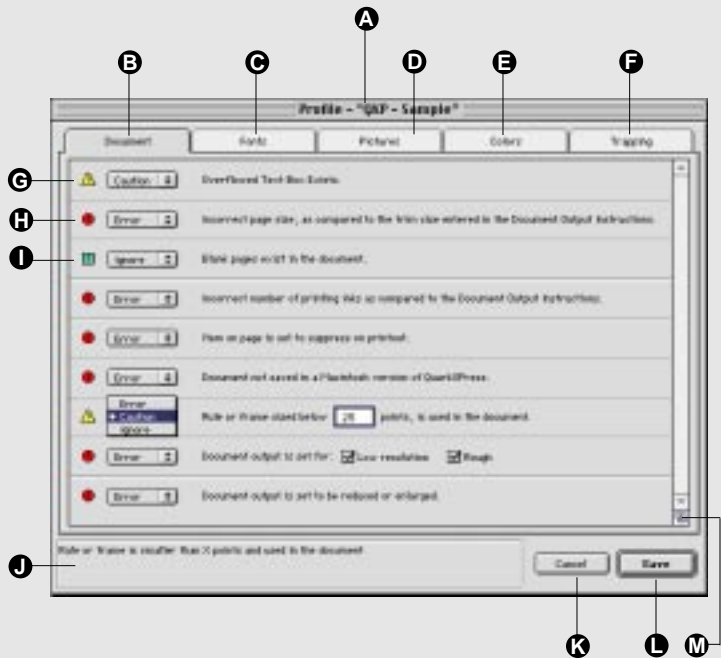 A
B C D E F
Profile – "QXP – Sample"
Document Fonts Pictures Colors Trapping
G Caution Overflowed Text Box Exists.
H Error Incorrect page size, as compared to the trim size entered in the Document Output Instructions.
I Ignore Blank pages exist in the document.
Error Incorrect number of printing inks as compared to the Document Output Instructions.
Error Item on page is set to suppress on printout.
Error Document not saved in a Macintosh version of QuarkXPress.
Error
Caution Rule or Frame sized below points, is used in the document.
Ignore
Error Document output is set for: Low resolution Rough
Error Document output is set to be reduced or enlarged.
Rule or frame is smaller than X points and used in the document
J Cancel Save
K L M